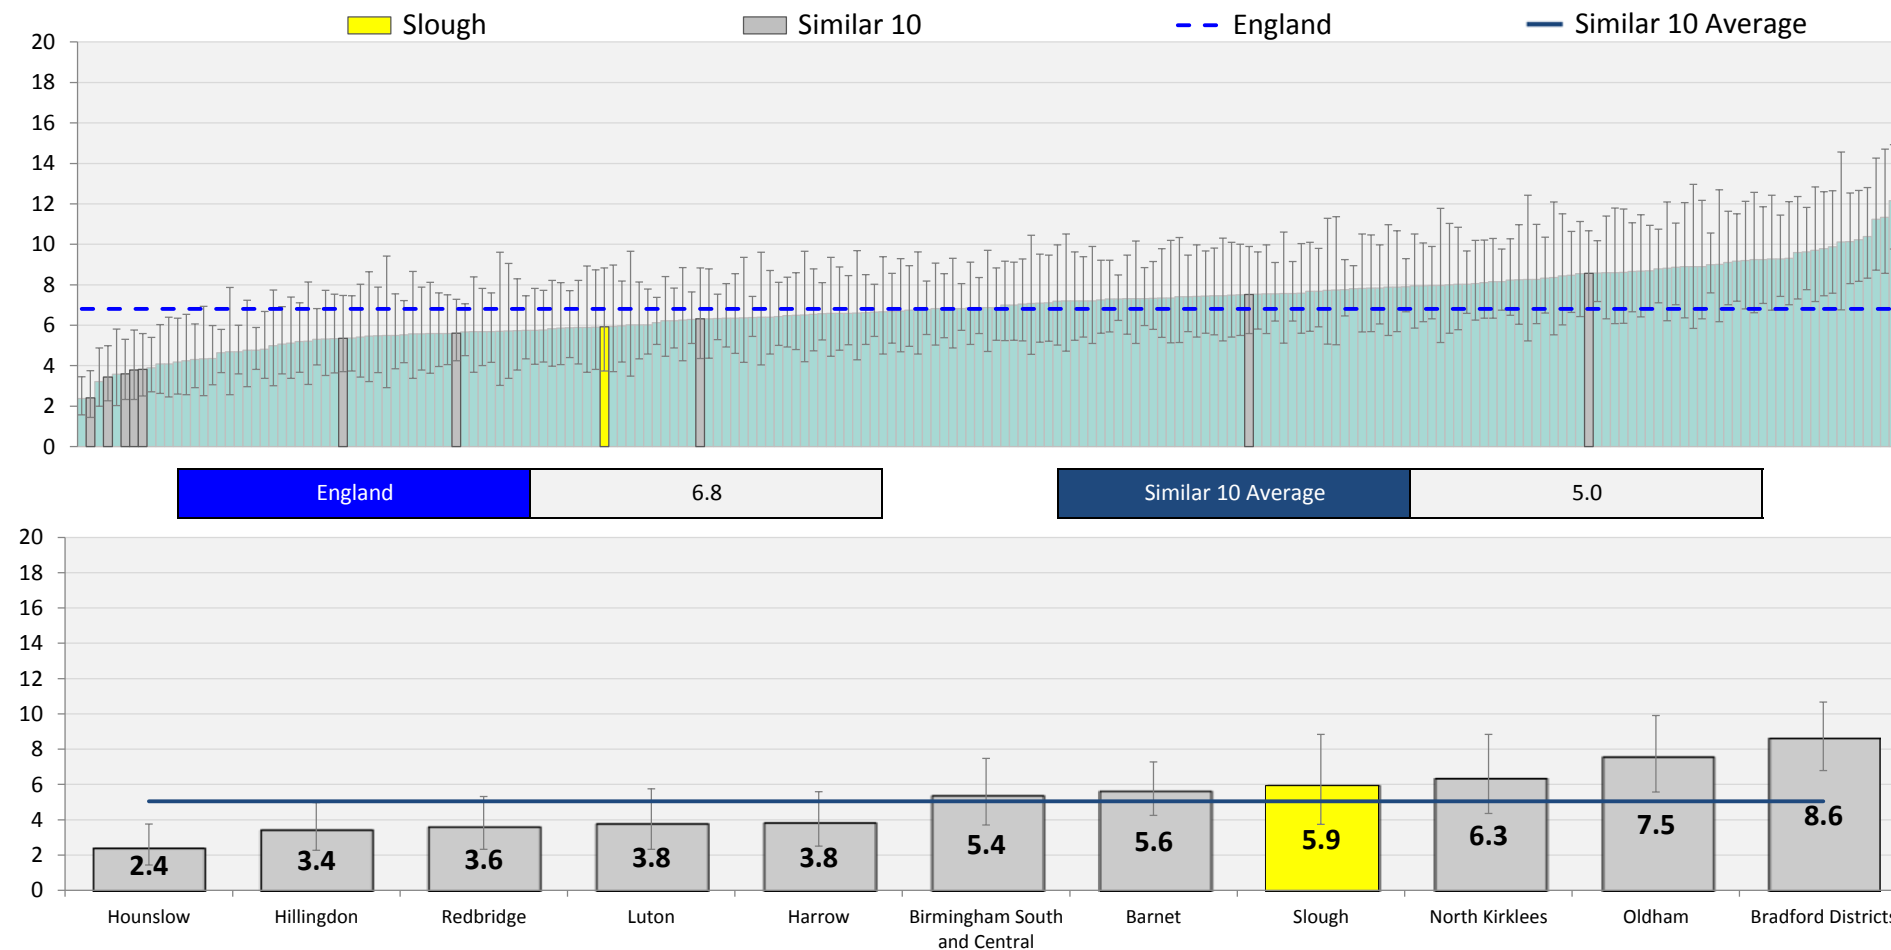 Slough
Similar 10
England
Similar 10 Average
20
18
16
14
12
10
8
6
4
2
0
England
6.8
Similar 10 Average
5.0
20
18
16
14
12
10
8
6
4
2
0
2.4
3.4
3.6
3.8
3.8
5.4
5.6
5.9
6.3
7.5
8.6
Hounslow
Hillingdon
Redbridge
Luton
Harrow
Birmingham South
and Central
Barnet
Slough
North Kirklees
Oldham
Bradford Districts